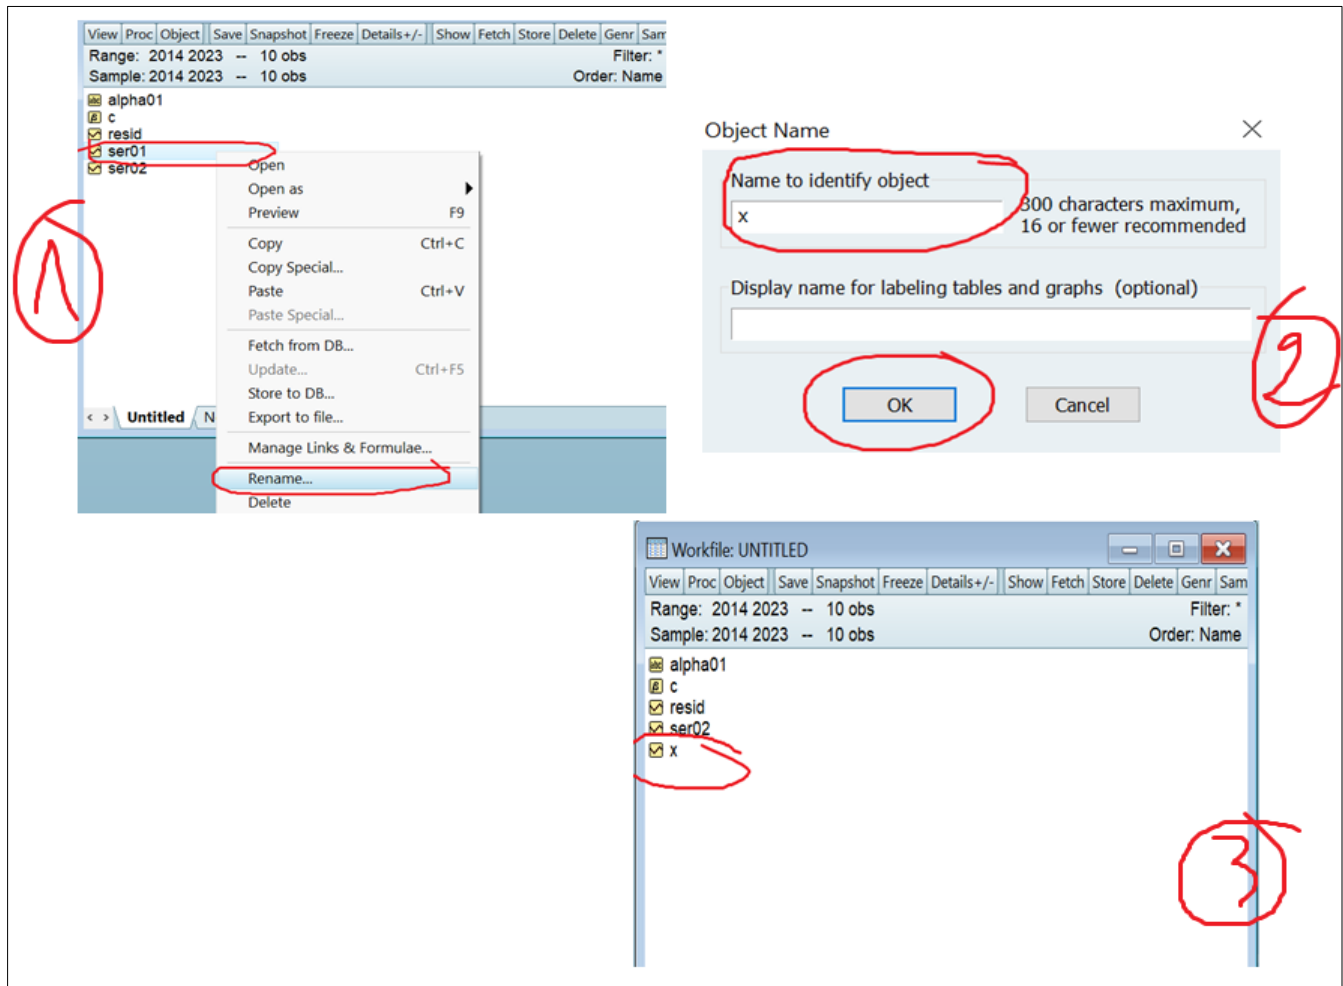 View Proc Object Save Snapshot Freeze Details+/- Show Fetch Store Delete Genr Sam
Range: 2014 2023 -- 10 obs Filter: *
Sample: 2014 2023 -- 10 obs Order: Name
alpha01
c
resid
ser01
ser02
Open
Open as
Preview F9
Copy Ctrl+C
Copy Special...
Paste Ctrl+V
Paste Special...
Fetch from DB...
Update... Ctrl+F5
Store to DB...
Export to file...
Manage Links & Formulae...
Rename...
Delete
< > Untitled N
1
Object Name
Name to identify object
x
300 characters maximum,
16 or fewer recommended
Display name for labeling tables and graphs (optional)
OK Cancel
2
Workfile: UNTITLED
View Proc Object Save Snapshot Freeze Details+/- Show Fetch Store Delete Genr Sam
Range: 2014 2023 -- 10 obs Filter: *
Sample: 2014 2023 -- 10 obs Order: Name
alpha01
c
resid
ser02
x
3